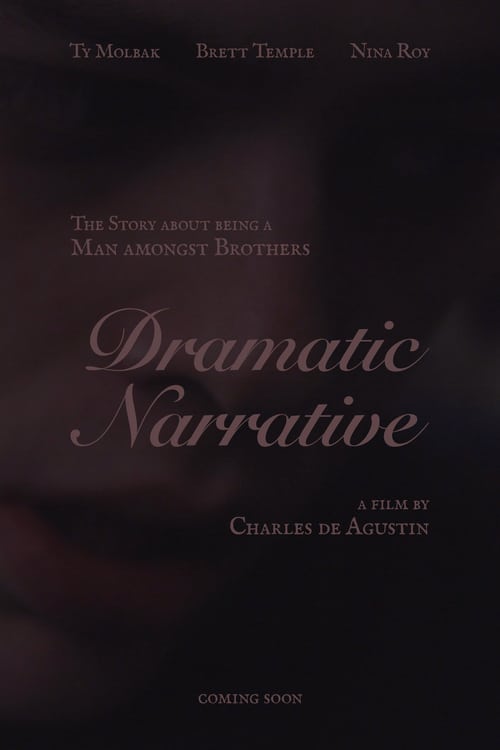 Ty Molbak Brett Temple Nina Roy
The Story about being a
Man amongst Brothers
Dramatic
Narrative
a film by
Charles de Agustin
coming soon